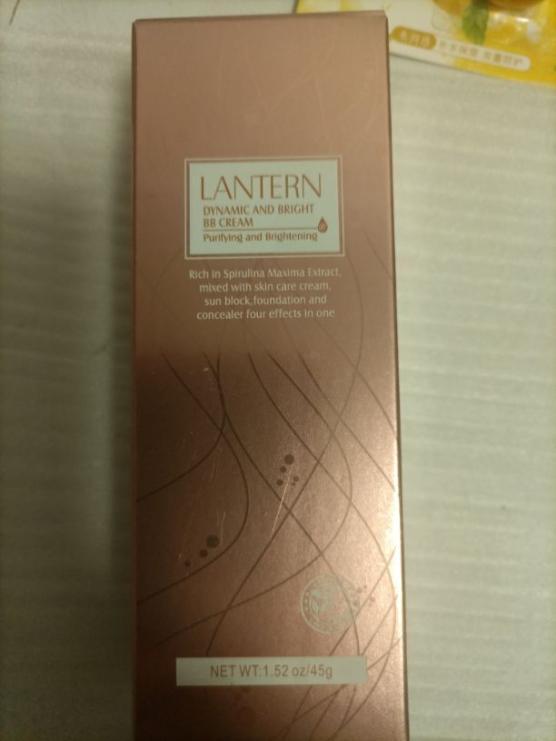 LANTERN
DYNAMIC AND BRIGHT
BB CREAM
Purifying and Brightening
Rich in Spirulina Maxima Extract,
mixed with skin care cream,
sun block,foundation and
concealer four effects in one
NET WT:1.52 oz/45g